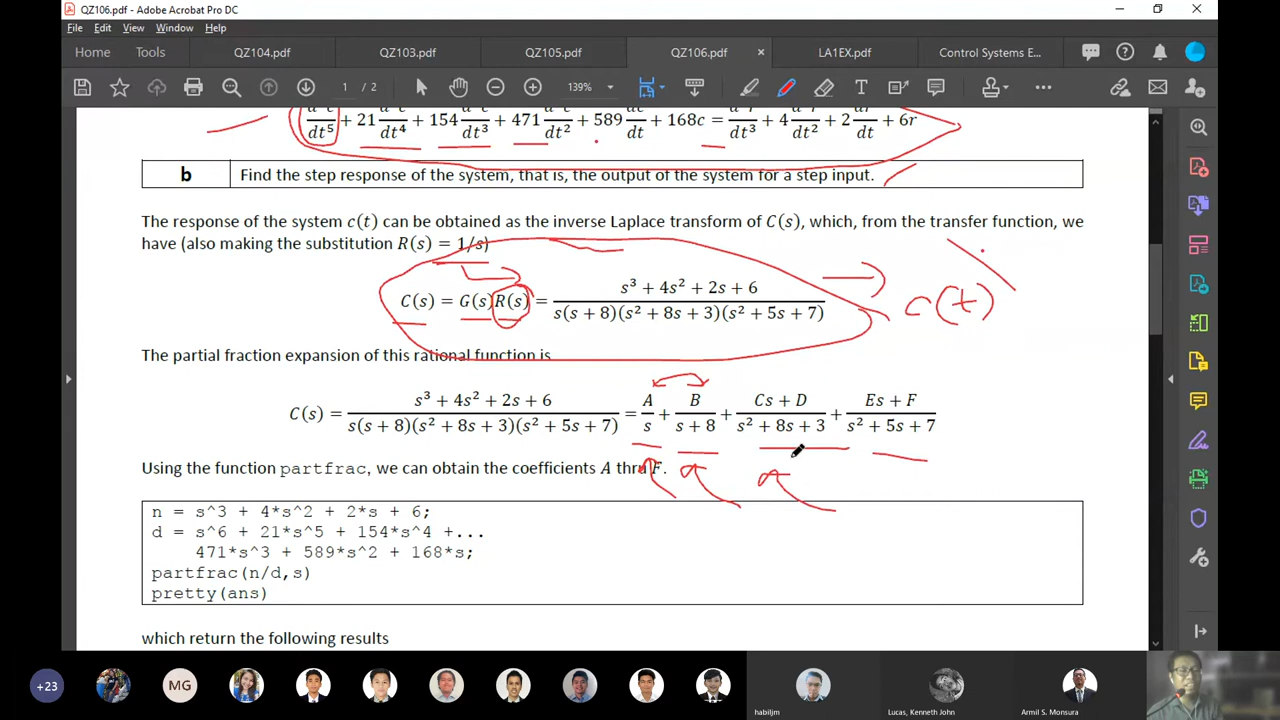 QZ106.pdf - Adobe Acrobat Pro DC
File Edit View Window Help
Home Tools QZ104.pdf QZ103.pdf QZ105.pdf QZ106.pdf × LA1EX.pdf Control Systems E...
1 / 2 139%
dt⁵ + 21 dt⁴ + 154 dt³ + 471 dt² + 589 dt + 168c = dt³ + 4 dt² + 2 dt + 6r
b Find the step response of the system, that is, the output of the system for a step input.
The response of the system c(t) can be obtained as the inverse Laplace transform of C(s), which, from the transfer function, we
have (also making the substitution R(s) = 1/s)
C(s) = G(s)R(s) = s³ + 4s² + 2s + 6 / s(s + 8)(s² + 8s + 3)(s² + 5s + 7)
c(t)
The partial fraction expansion of this rational function is
C(s) = s³ + 4s² + 2s + 6 / s(s + 8)(s² + 8s + 3)(s² + 5s + 7) = A / s + B / s + 8 + Cs + D / s² + 8s + 3 + Es + F / s² + 5s + 7
Using the function partfrac, we can obtain the coefficients A thru F.
n = s^3 + 4*s^2 + 2*s + 6;
d = s^6 + 21*s^5 + 154*s^4 +...
471*s^3 + 589*s^2 + 168*s;
partfrac(n/d,s)
pretty(ans)
which return the following results
+23 MG habiljm Lucas, Kenneth John Armil S. Monsura